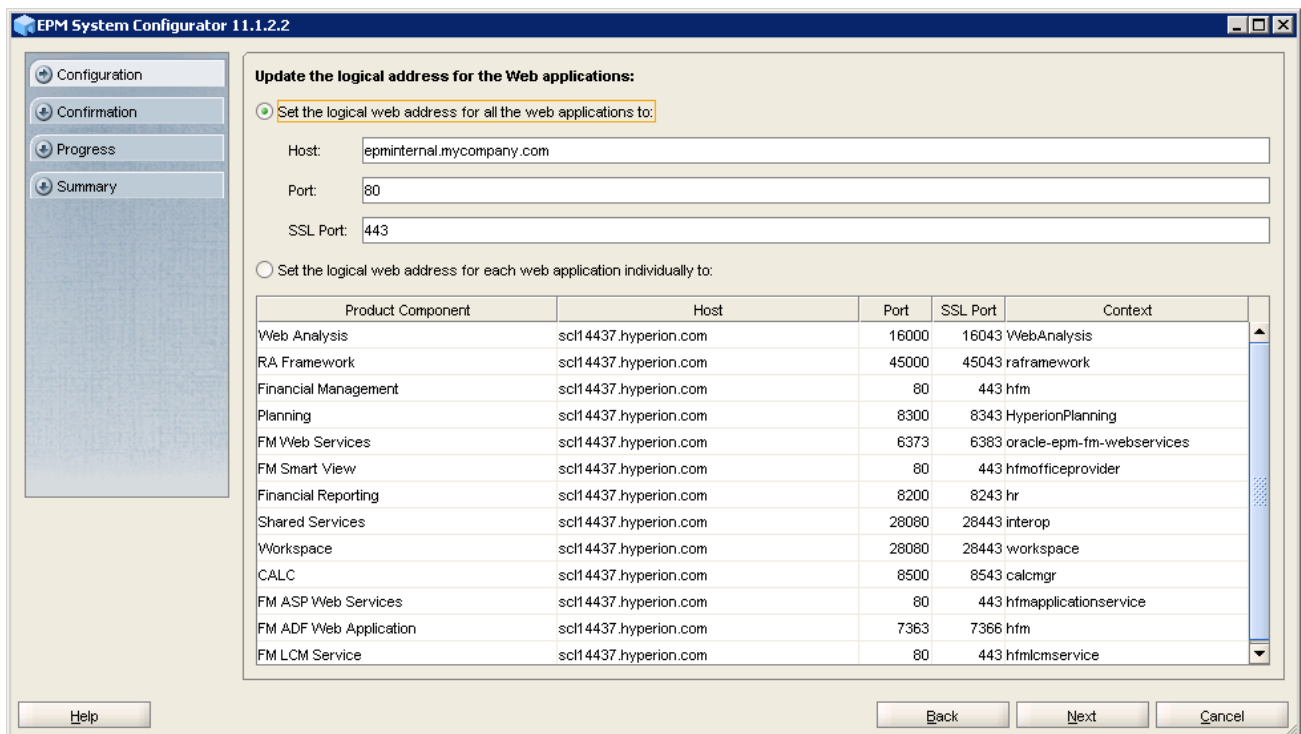 EPM System Configurator 11.1.2.2
Configuration
Confirmation
Progress
Summary
Update the logical address for the Web applications:
Set the logical web address for all the web applications to:
Host: epminternal.mycompany.com
Port: 80
SSL Port: 443
Set the logical web address for each web application individually to:
Product Component Host Port SSL Port Context
Web Analysis scl14437.hyperion.com 16000 16043 WebAnalysis
RA Framework scl14437.hyperion.com 45000 45043 raframework
Financial Management scl14437.hyperion.com 80 443 hfm
Planning scl14437.hyperion.com 8300 8343 HyperionPlanning
FM Web Services scl14437.hyperion.com 6373 6383 oracle-epm-fm-webservices
FM Smart View scl14437.hyperion.com 80 443 hfmofficeprovider
Financial Reporting scl14437.hyperion.com 8200 8243 hr
Shared Services scl14437.hyperion.com 28080 28443 interop
Workspace scl14437.hyperion.com 28080 28443 workspace
CALC scl14437.hyperion.com 8500 8543 calcmgr
FM ASP Web Services scl14437.hyperion.com 80 443 hfmapplicationservice
FM ADF Web Application scl14437.hyperion.com 7363 7366 hfm
FM LCM Service scl14437.hyperion.com 80 443 hfmlcmservice
Help Back Next Cancel